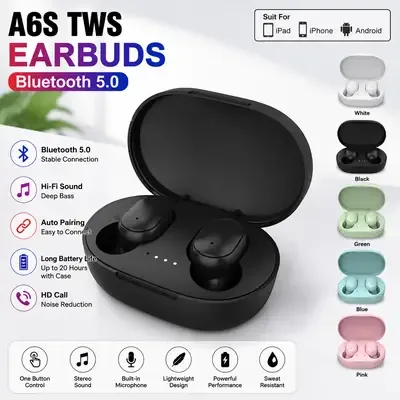 A6S TWS
EARBUDS
Bluetooth 5.0
Suit For
iPad
iPhone
Android
Bluetooth 5.0
Stable Connection
Hi-Fi Sound
Deep Bass
Auto Pairing
Easy to Connect
Long Battery Life
Up to 20 Hours
with Case
HD Call
Noise Reduction
White
Black
Green
Blue
Pink
One Button
Control
Stereo
Sound
Built-in
Microphone
Lightweight
Design
Powerful
Performance
Sweat
Resistant